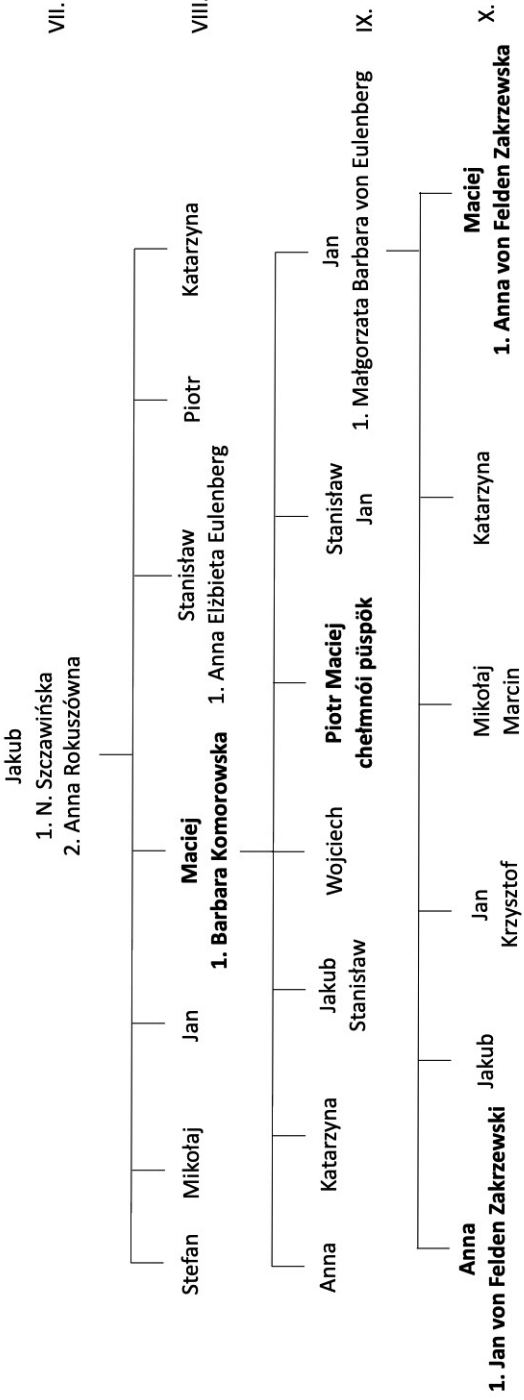 Jakub
1. N. Szczawińska
2. Anna Rokuszówna
VII.
Stefan
Mikołaj
Jan
Maciej
1. Barbara Komorowska
Stanisław
1. Anna Elżbieta Eulenberg
Piotr
Katarzyna
VIII.
Anna
Katarzyna
Jakub
Stanisław
Wojciech
Piotr Maciej
chełmnói püspök
Stanisław
Jan
Jan
1. Małgorzata Barbara von Eulenberg
IX.
Anna
1. Jan von Felden Zakrzewski
Jakub
Jan
Krzysztof
Mikołaj
Marcin
Katarzyna
Maciej
1. Anna von Felden Zakrzewska
X.